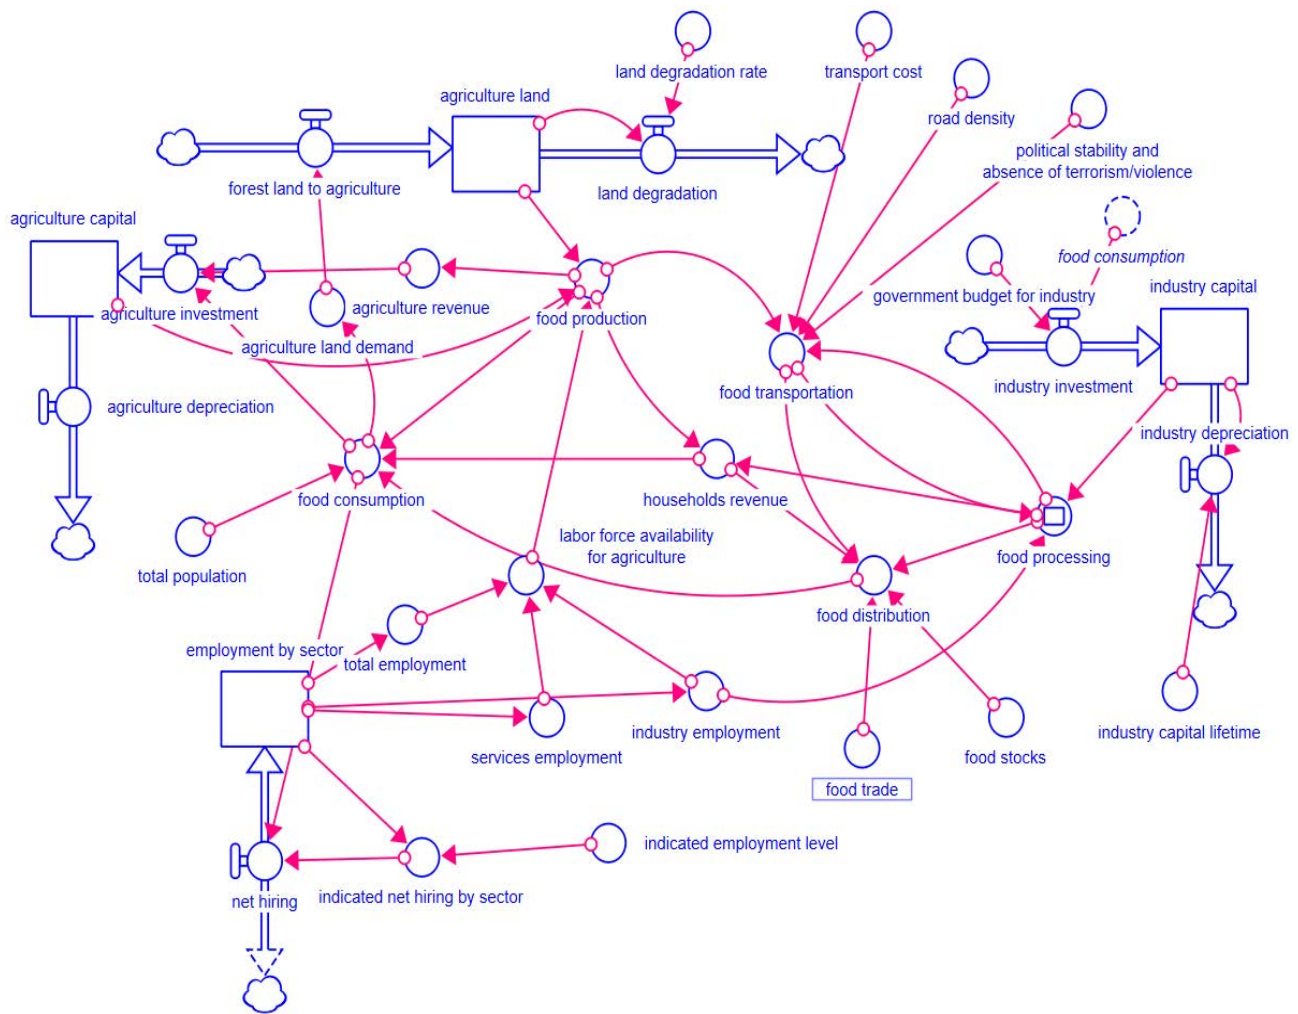 land degradation rate
transport cost
agriculture land
road density
political stability and
absence of terrorism/violence
forest land to agriculture
land degradation
agriculture capital
food consumption
government budget for industry
industry capital
agriculture investment
agriculture revenue
food production
agriculture land demand
industry investment
food transportation
agriculture depreciation
industry depreciation
food consumption
households revenue
labor force availability
for agriculture
food processing
total population
food distribution
employment by sector
total employment
industry employment
industry capital lifetime
services employment
food stocks
food trade
indicated employment level
net hiring
indicated net hiring by sector